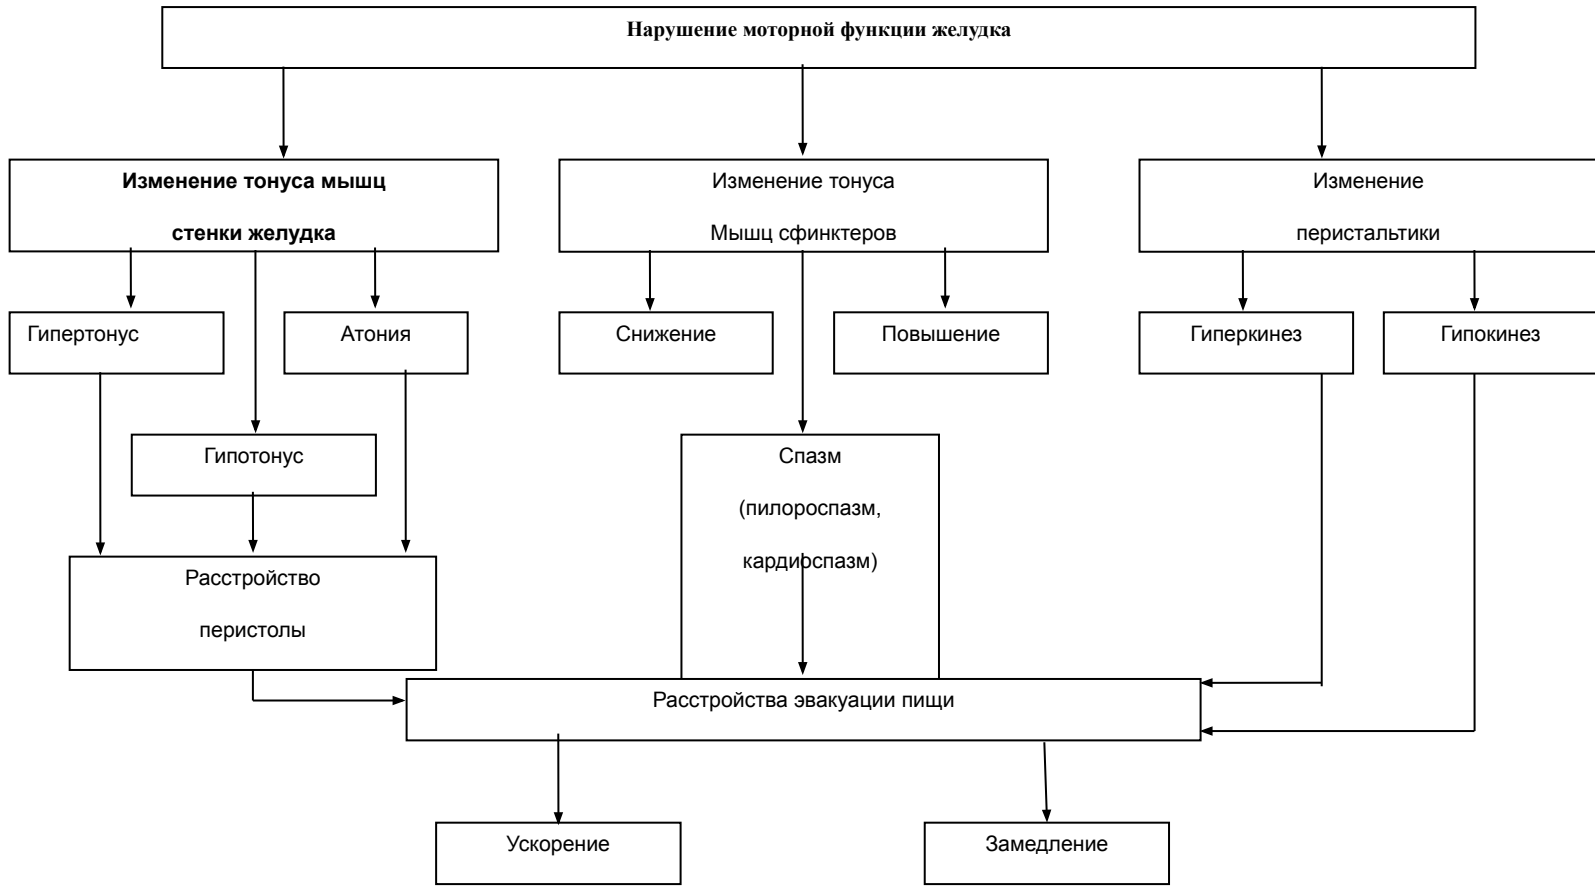 Нарушение моторной функции желудка
Изменение тонуса мышц
стенки желудка
Изменение тонуса
Мышц сфинктеров
Изменение
перистальтики
Гипертонус
Атония
Снижение
Повышение
Гиперкинез
Гипокинез
Гипотонус
Спазм
(пилороспазм,
кардиоспазм)
Расстройство
перистолы
Расстройства эвакуации пищи
Ускорение
Замедление